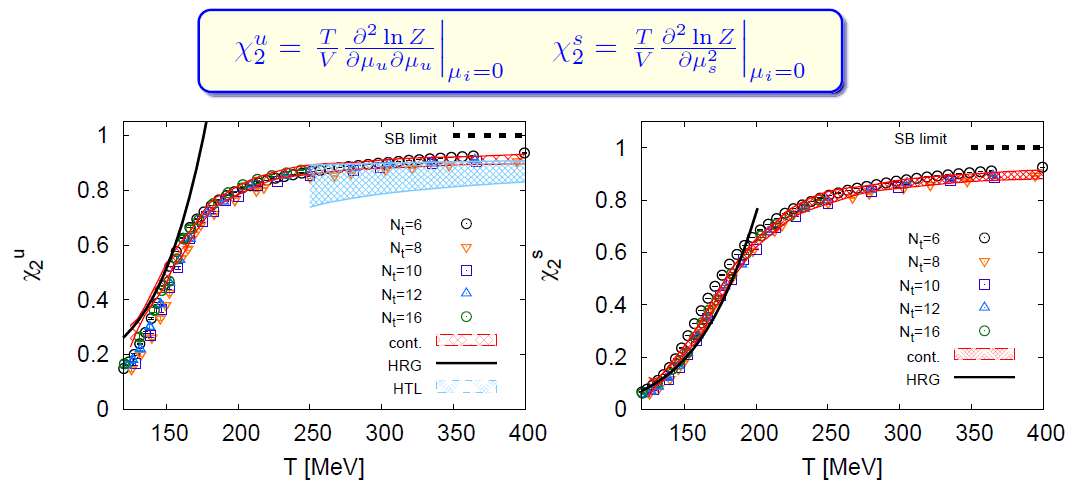 χ₂ᵘ = T/V ∂² ln Z/∂μᵤ∂μᵤ |μᵢ=0 χ₂ˢ = T/V ∂² ln Z/∂μₛ² |μᵢ=0
SB limit
χ₂ᵘ
1
0.8
0.6
0.4
0.2
0
Nₜ=6
Nₜ=8
Nₜ=10
Nₜ=12
Nₜ=16
cont.
HRG
HTL
150 200 250 300 350 400
T [MeV]
SB limit
χ₂ˢ
1
0.8
0.6
0.4
0.2
0
Nₜ=6
Nₜ=8
Nₜ=10
Nₜ=12
Nₜ=16
cont.
HRG
150 200 250 300 350 400
T [MeV]